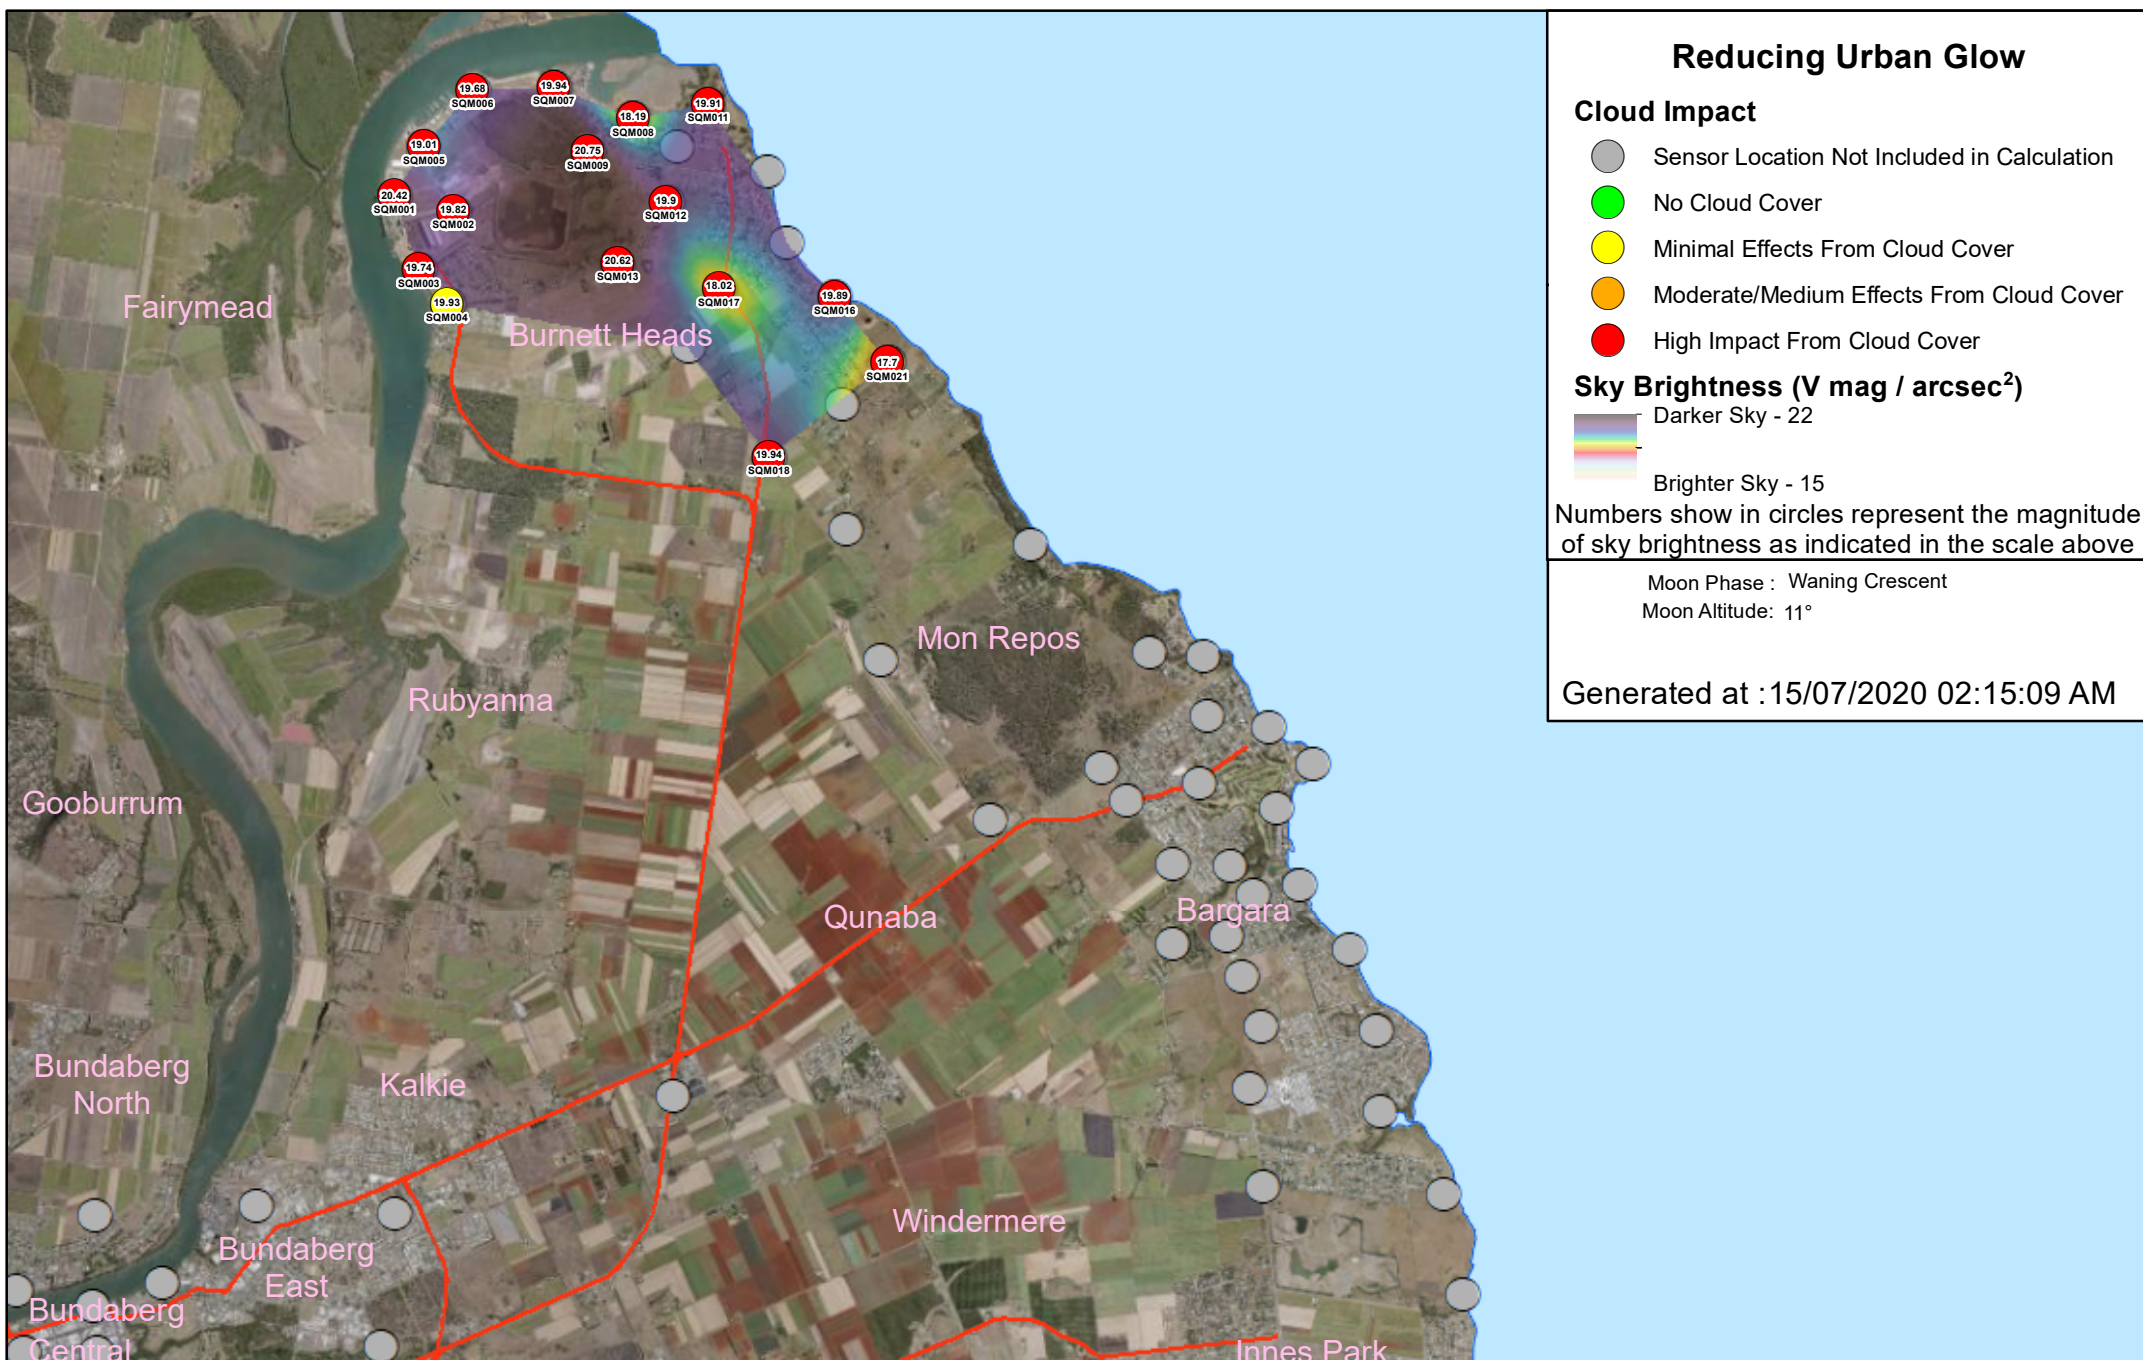 Reducing Urban Glow
Cloud Impact
Sensor Location Not Included in Calculation
No Cloud Cover
Minimal Effects From Cloud Cover
Moderate/Medium Effects From Cloud Cover
High Impact From Cloud Cover
Sky Brightness (V mag / arcsec²)
Darker Sky - 22
Brighter Sky - 15
Numbers show in circles represent the magnitude
of sky brightness as indicated in the scale above
Moon Phase : Waning Crescent
Moon Altitude: 11°
Generated at :15/07/2020 02:15:09 AM
19.68
SQM006
19.94
SQM007
18.19
SQM008
19.91
SQM011
19.01
SQM005
20.75
SQM009
20.42
SQM001
19.82
SQM002
19.9
SQM012
19.74
SQM003
20.62
SQM013
19.93
SQM004
18.02
SQM017
19.89
SQM016
17.7
SQM021
19.94
SQM018
Fairymead
Burnett Heads
Mon Repos
Rubyanna
Gooburrum
Qunaba
Bargara
Bundaberg
North
Kalkie
Windermere
Bundaberg
East
Bundaberg
Central
Innes Park